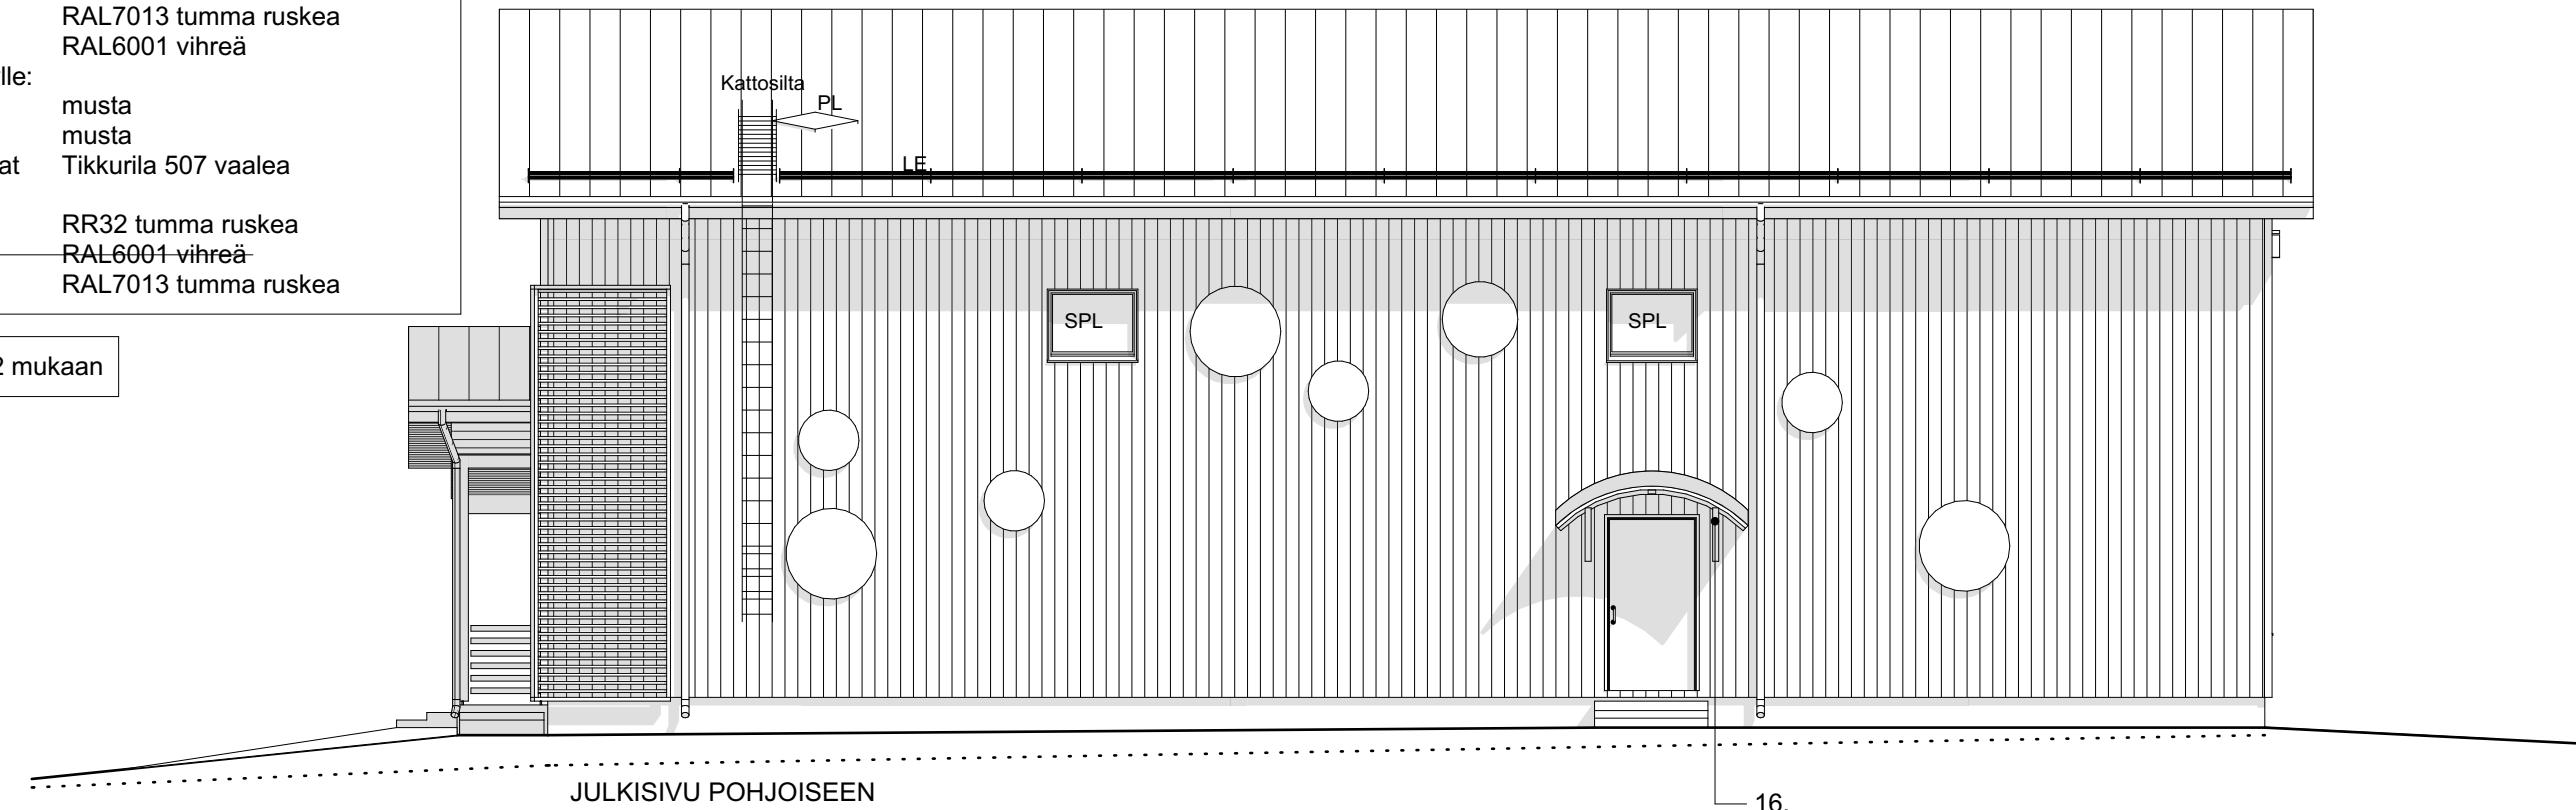 RAL7013 tumma ruskea
RAL6001 vihreä
lle:
musta
musta
at Tikkurila 507 vaalea
RR32 tumma ruskea
RAL6001 vihreä
RAL7013 tumma ruskea
2 mukaan
Kattosilta
PL
LE
SPL
SPL
JULKISIVU POHJOISEEN
16.